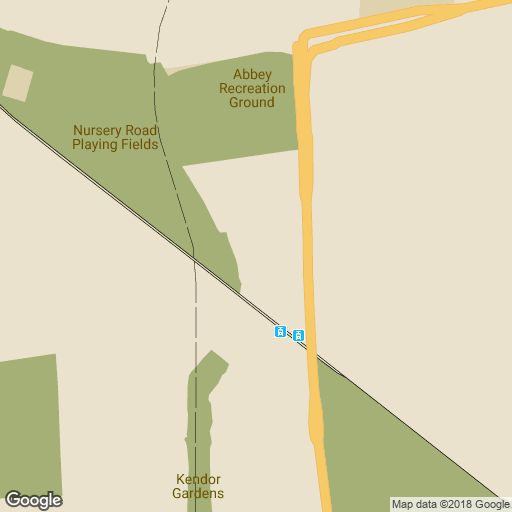 Abbey
Recreation
Ground
Nursery Road
Playing Fields
Kendor
Gardens
Google
Map data ©2018 Google